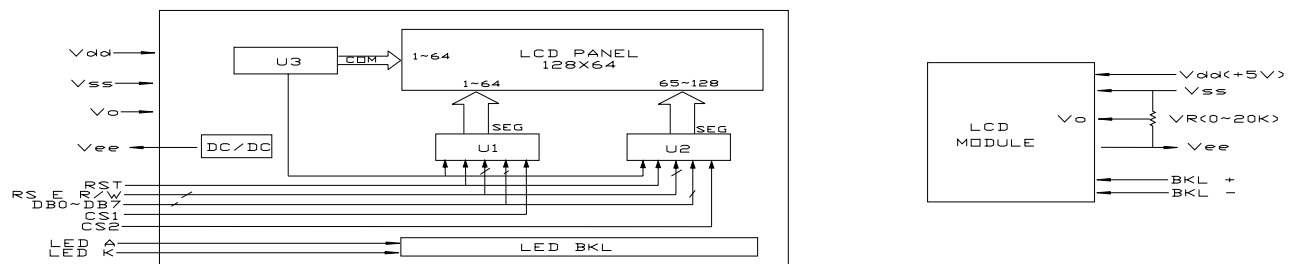 Vdd
Vss
Vo
Vee
DC/DC
U3
COM
1~64
LCD PANEL
128X64
1~64
65~128
SEG
SEG
U1
U2
RST
RS E R/W
DB0~DB7
CS1
CS2
LED A
LED K
LED BKL
LCD
MODULE
Vdd(+5V)
Vss
Vo
VR(0~20K)
Vee
BKL +
BKL -